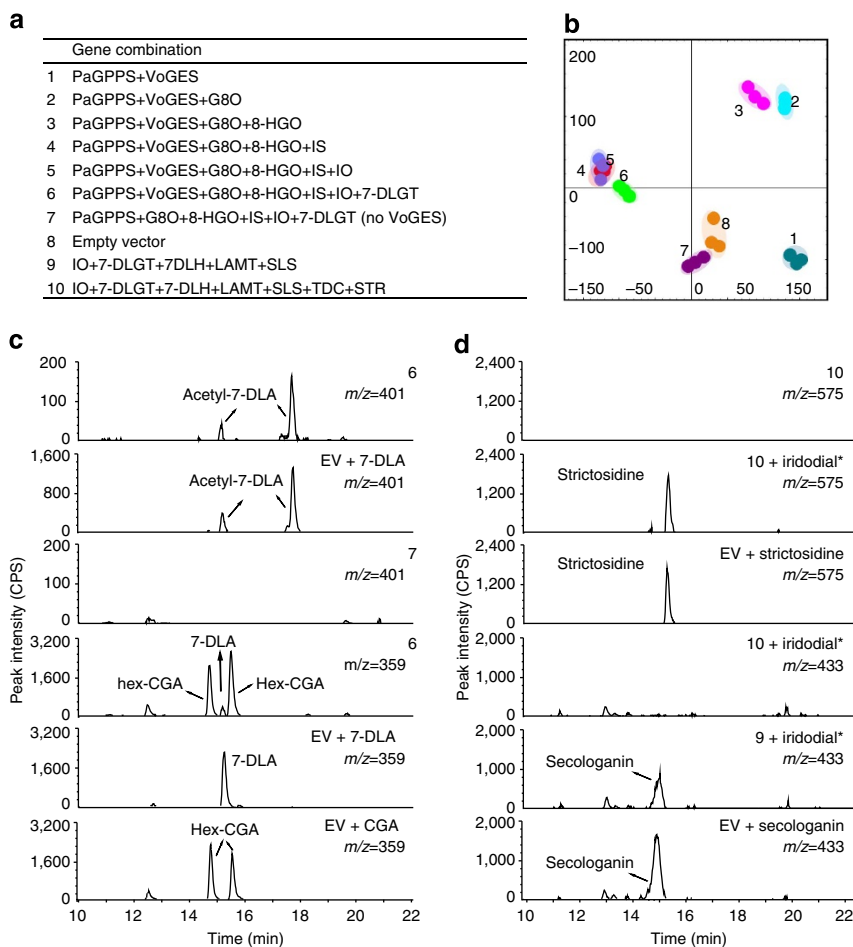 a
Gene combination
1 PaGPPS+VoGES
2 PaGPPS+VoGES+G8O
3 PaGPPS+VoGES+G8O+8-HGO
4 PaGPPS+VoGES+G8O+8-HGO+IS
5 PaGPPS+VoGES+G8O+8-HGO+IS+IO
6 PaGPPS+VoGES+G8O+8-HGO+IS+IO+7-DLGT
7 PaGPPS+G8O+8-HGO+IS+IO+7-DLGT (no VoGES)
8 Empty vector
9 IO+7-DLGT+7DLH+LAMT+SLS
10 IO+7-DLGT+7-DLH+LAMT+SLS+TDC+STR
b
200
100
0
−100
−150 −50 0 50 150
3
2
5
4
6
8
7
1
c
Peak intensity (CPS)
200
100
0
6
m/z=401
Acetyl-7-DLA
1,600
800
0
EV + 7-DLA
m/z=401
Acetyl-7-DLA
200
100
0
7
m/z=401
3,200
1,600
0
6
m/z=359
7-DLA
hex-CGA
Hex-CGA
3,200
1,600
0
EV + 7-DLA
m/z=359
7-DLA
3,200
1,600
0
EV + CGA
m/z=359
Hex-CGA
10 12 14 16 18 20 22
Time (min)
d
Peak intensity (CPS)
2,400
1,200
0
10
m/z=575
2,400
1,200
0
10 + iridodial*
m/z=575
Strictosidine
2,400
1,200
0
EV + strictosidine
m/z=575
Strictosidine
2,000
1,000
0
10 + iridodial*
m/z=433
2,000
1,000
0
9 + iridodial*
m/z=433
Secologanin
2,000
1,000
0
EV + secologanin
m/z=433
Secologanin
10 12 14 16 18 20 22
Time (min)